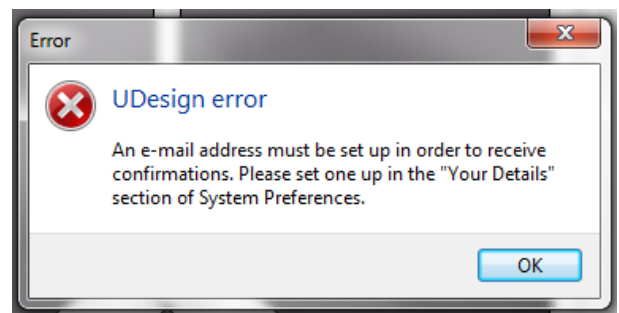 Error
UDesign error
An e-mail address must be set up in order to receive
confirmations. Please set one up in the "Your Details"
section of System Preferences.
OK